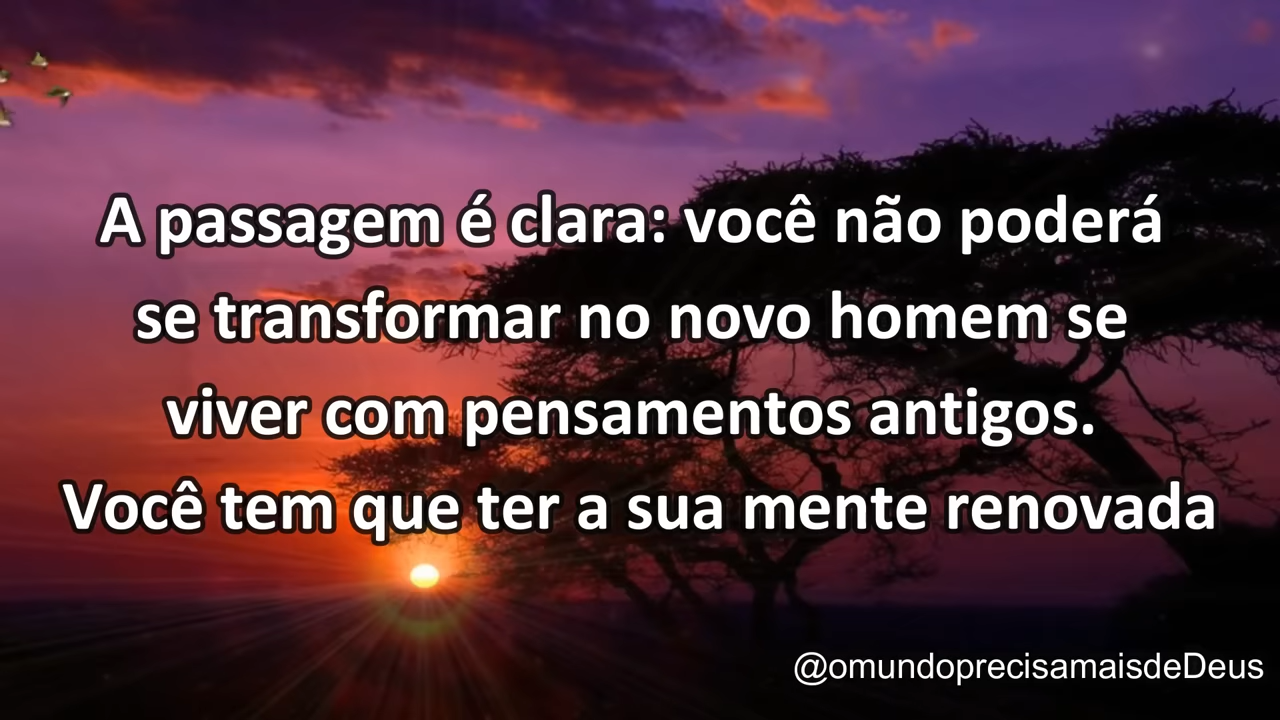 A passagem é clara: você não poderá
se transformar no novo homem se
viver com pensamentos antigos.
Você tem que ter a sua mente renovada
@omundoprecisamaisdeDeus